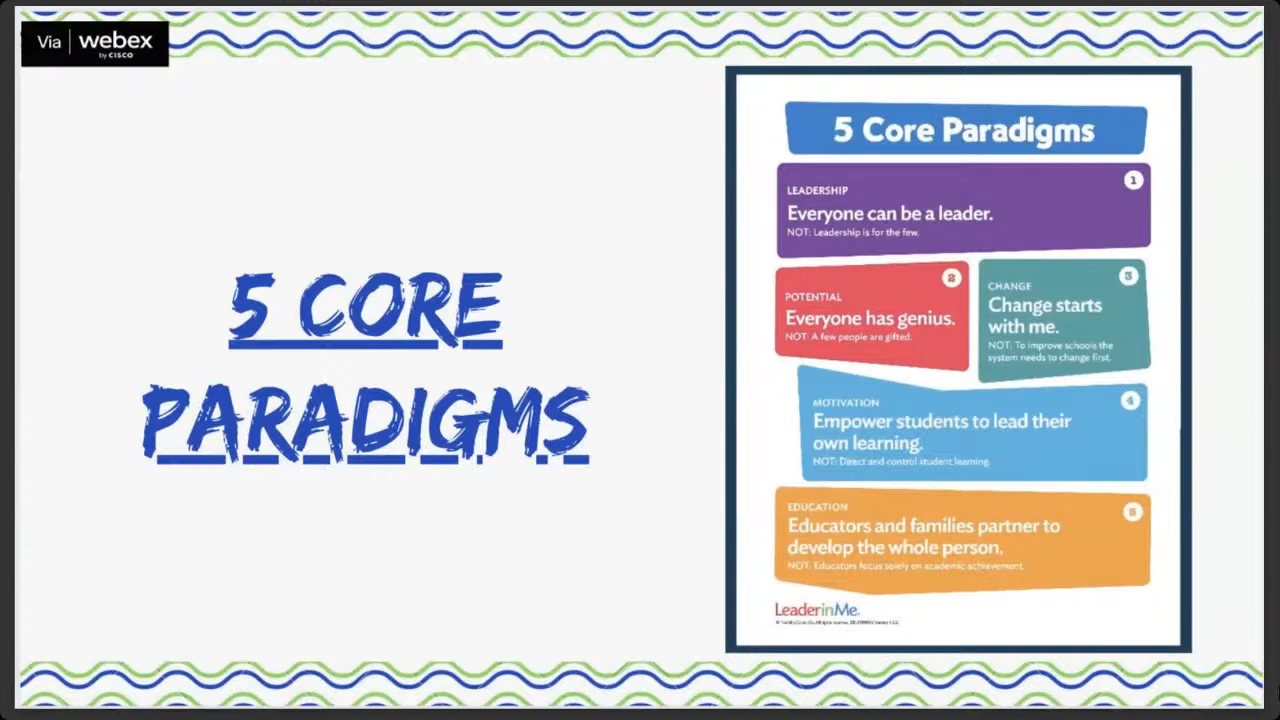 Via | webex
by CISCO
5 CORE
PARADIGMS
5 Core Paradigms
1
LEADERSHIP
Everyone can be a leader.
NOT: Leadership is for the few.
2
POTENTIAL
Everyone has genius.
NOT: A few people are gifted.
3
CHANGE
Change starts
with me.
NOT: To improve schools the
system needs to change first.
4
MOTIVATION
Empower students to lead their
own learning.
NOT: Direct and control student learning.
5
EDUCATION
Educators and families partner to
develop the whole person.
NOT: Educators focus solely on academic achievement.
LeaderinMe.